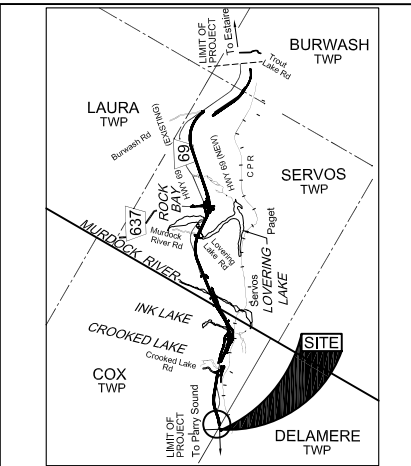 LIMIT OF
PROJECT
To Estaire
BURWASH
TWP
Trout
Lake Rd
LAURA
TWP
Burwash Rd
(EXISTING)
69
HWY 69
HWY 69 (NEW)
C P R
SERVOS
TWP
637
ROCK
BAY
Murdock
River Rd
Lovering
Lake Rd
Paget
MURDOCK RIVER
Servos
LOVERING
LAKE
INK LAKE
CROOKED LAKE
Crooked Lake
Rd
SITE
COX
TWP
LIMIT OF
PROJECT
To Parry Sound
DELAMERE
TWP